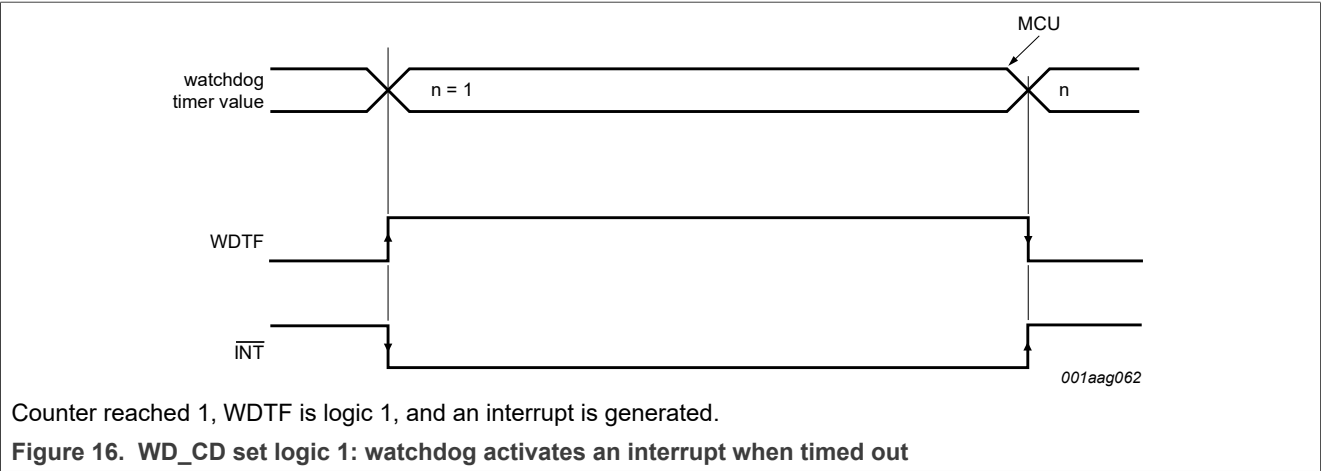 MCU
watchdog
timer value
n = 1
n
WDTF
INT
001aag062
Counter reached 1, WDTF is logic 1, and an interrupt is generated.
Figure 16. WD_CD set logic 1: watchdog activates an interrupt when timed out